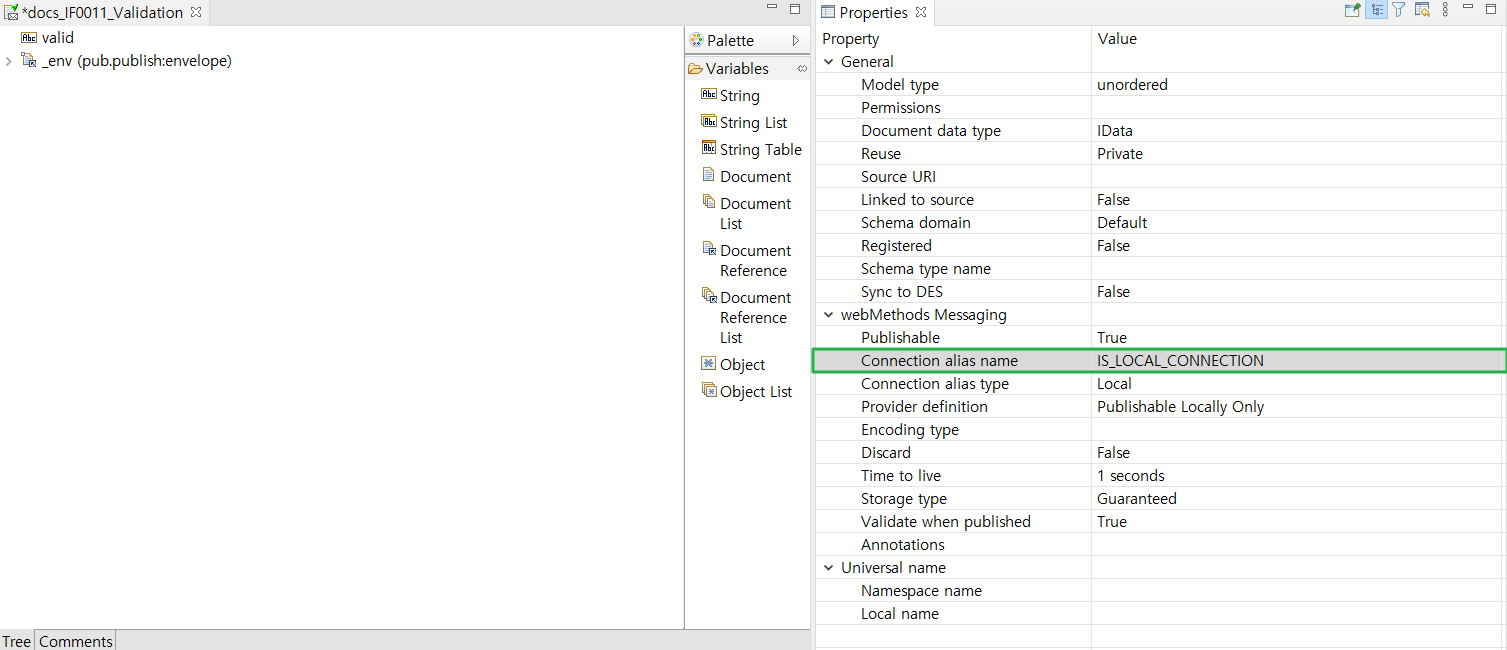 *docs_IF0011_Validation
Abc valid
_env (pub.publish:envelope)
Tree
Comments
Palette
Variables
Abc String
Abc String List
Abc String Table
Document
Document
List
Document
Reference
Document
Reference
List
Object
Object List
Properties
Property Value
General
Model type unordered
Permissions
Document data type IData
Reuse Private
Source URI
Linked to source False
Schema domain Default
Registered False
Schema type name
Sync to DES False
webMethods Messaging
Publishable True
Connection alias name IS_LOCAL_CONNECTION
Connection alias type Local
Provider definition Publishable Locally Only
Encoding type
Discard False
Time to live 1 seconds
Storage type Guaranteed
Validate when published True
Annotations
Universal name
Namespace name
Local name